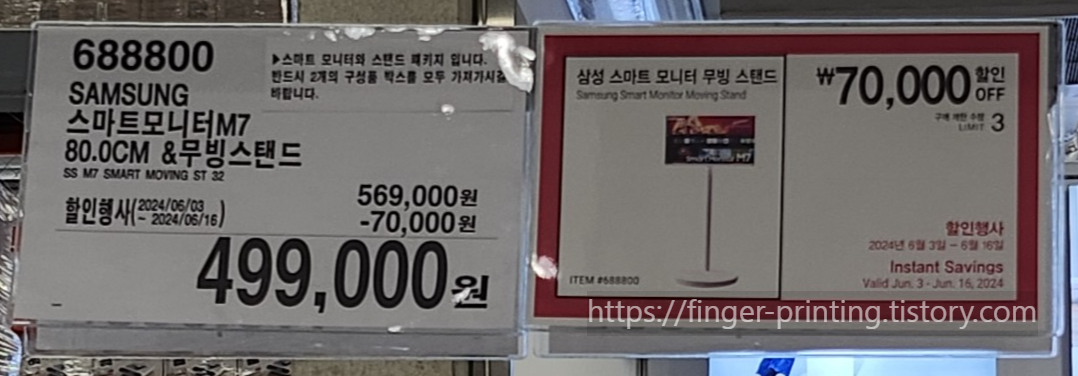 688800
▶스마트 모니터와 스탠드 패키지 입니다.
반드시 2개의 구성품 박스를 모두 가져가시길
바랍니다.
SAMSUNG
스마트모니터M7
80.0CM &무빙스탠드
SS M7 SMART MOVING ST 32
569,000원
할인행사(2024/06/03
~ 2024/06/16)
-70,000원
499,000원
삼성 스마트 모니터 무빙 스탠드
Samsung Smart Monitor Moving Stand
Smart Monitor M7
ITEM #688800
₩70,000 할인
OFF
구매 제한 수량
LIMIT 3
할인행사
2024년 6월 3일 – 6월 16일
Instant Savings
Valid Jun. 3 - Jun. 16, 2024
https://finger-printing.tistory.com